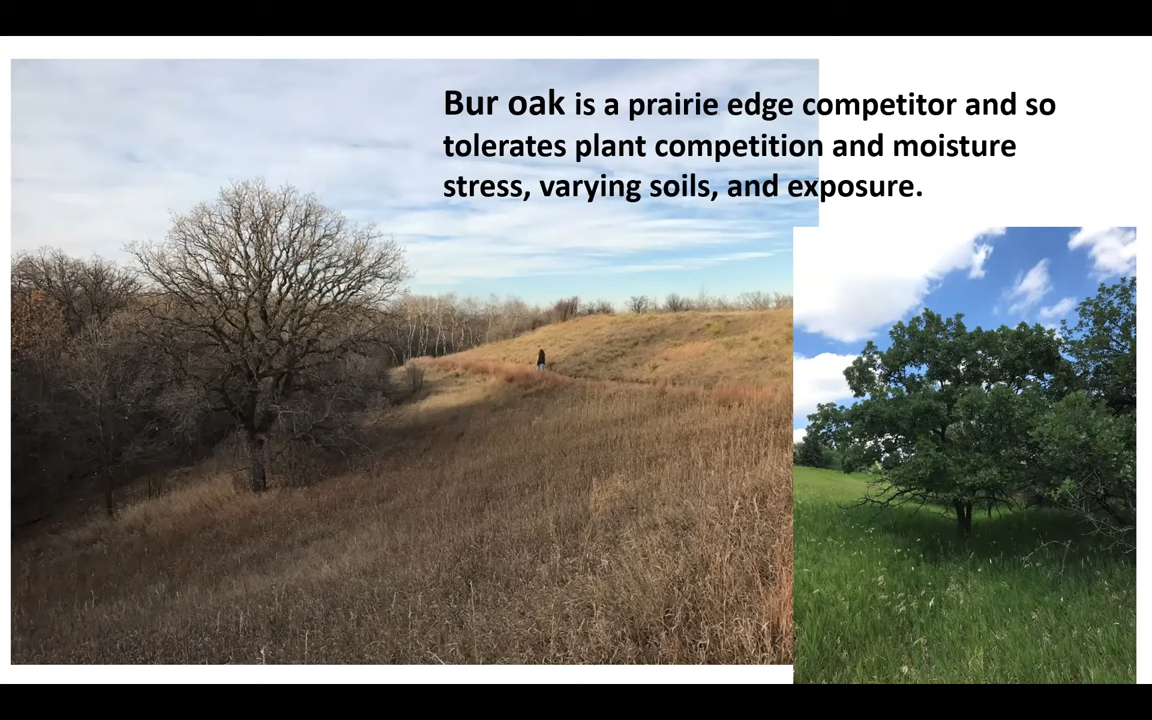 Bur oak is a prairie edge competitor and so
tolerates plant competition and moisture
stress, varying soils, and exposure.